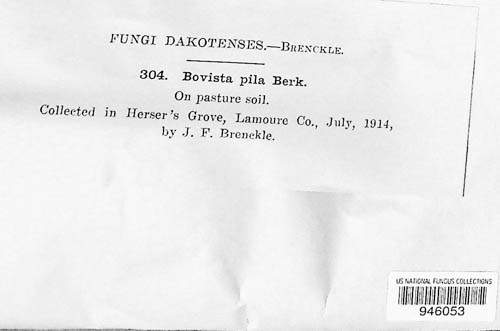 FUNGI DAKOTENSES.—BRENCKLE.
304. Bovista pila Berk.
On pasture soil.
Collected in Herser's Grove, Lamoure Co., July, 1914,
by J. F. Brenckle.
US NATIONAL FUNGUS COLLECTIONS
946053